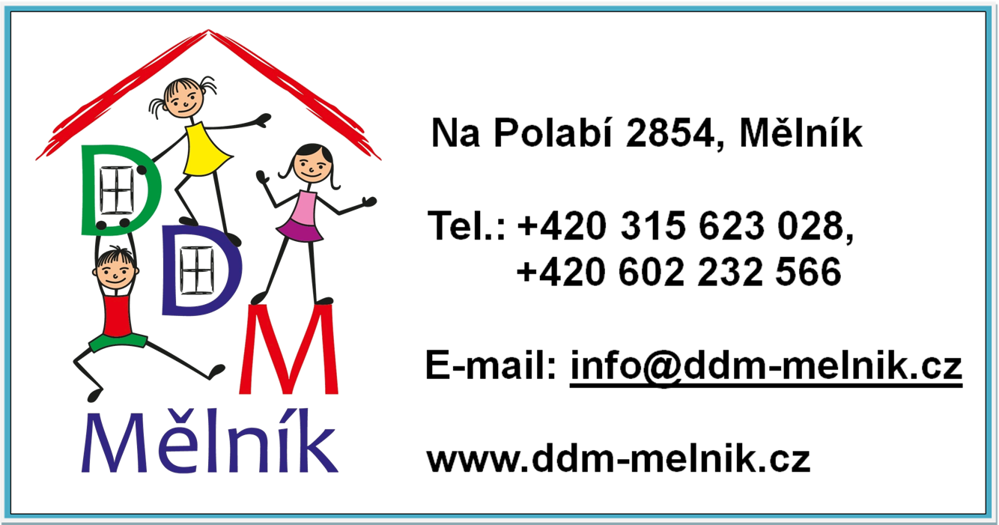 DDM
Mělník
Na Polabí 2854, Mělník
Tel.: +420 315 623 028,
+420 602 232 566
E-mail: info@ddm-melnik.cz
www.ddm-melnik.cz